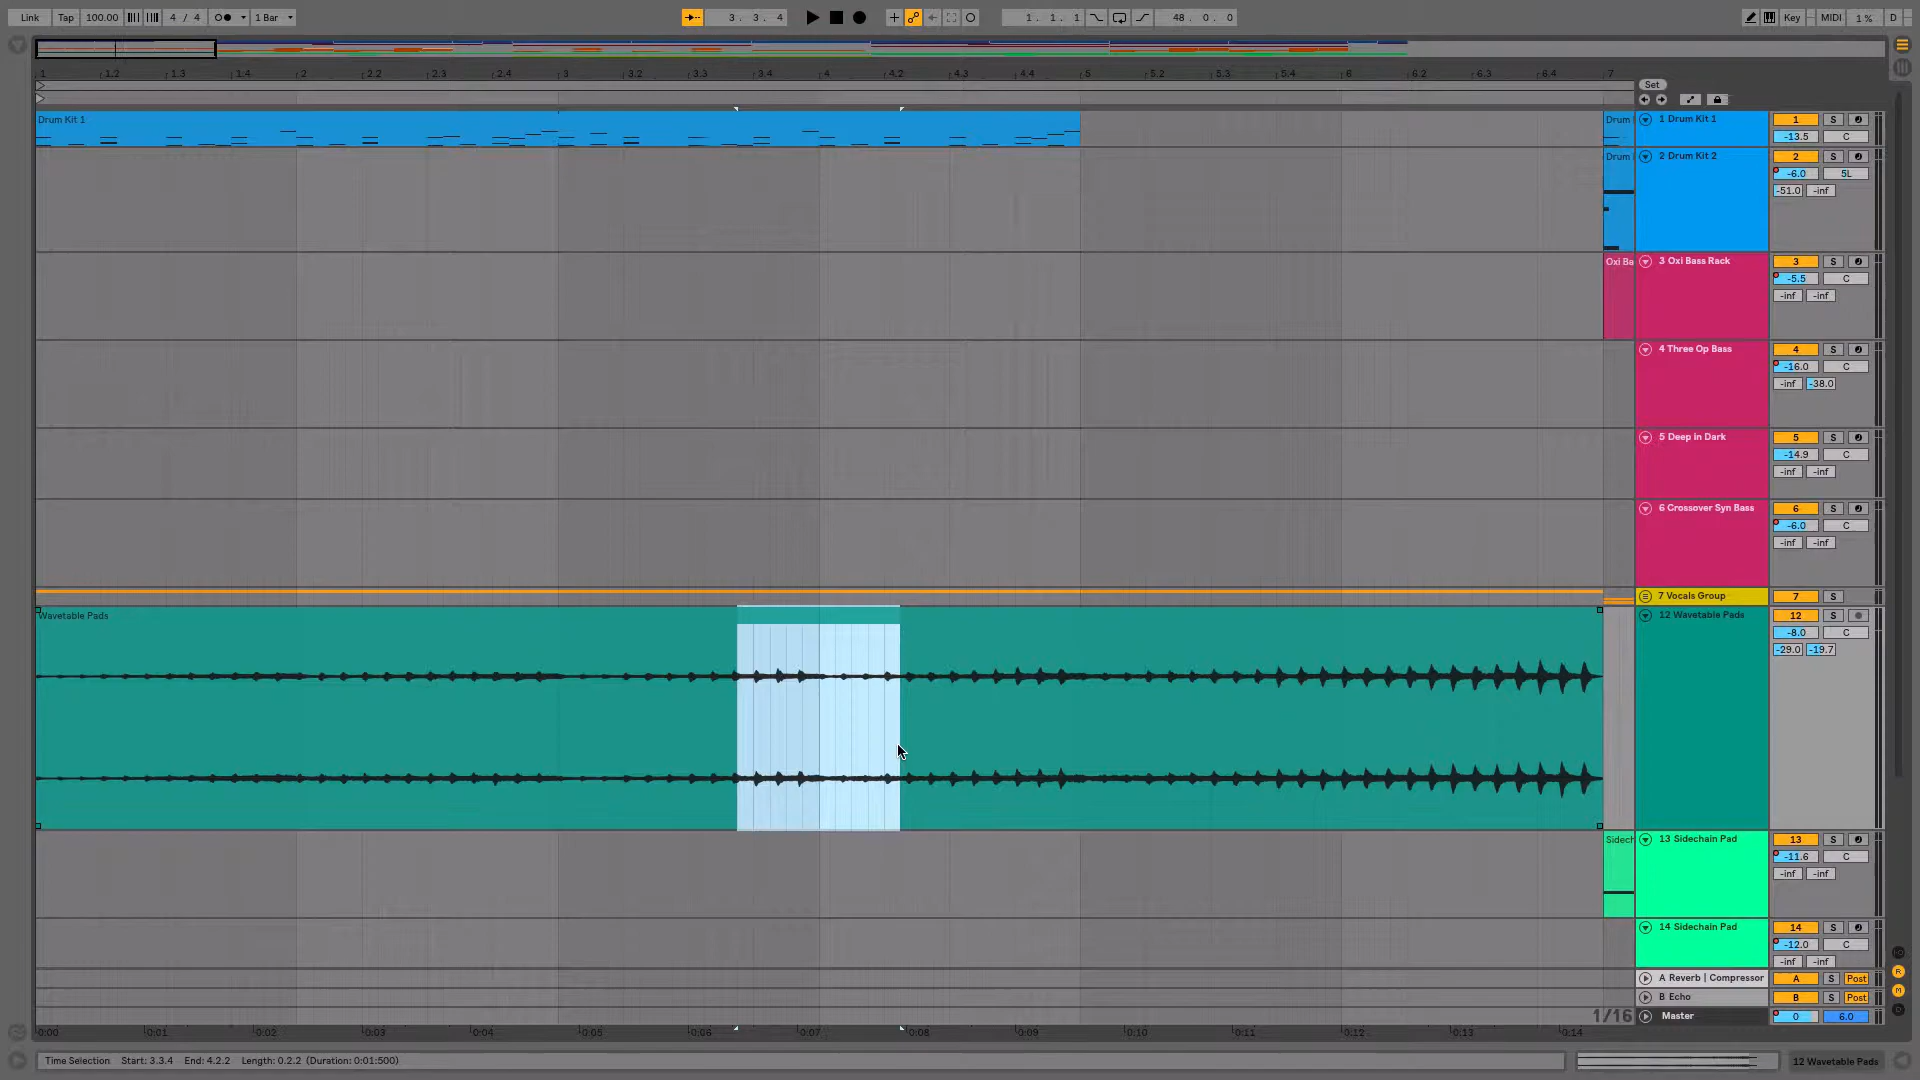 Link Tap 100.00 4 / 4 1 Bar 3. 3. 4 1. 1. 1 48. 0. 0 Key MIDI 1 % D
1 1.2 1.3 1.4 2 2.2 2.3 2.4 3 3.2 3.3 3.4 4 4.2 4.3 4.4 5 5.2 5.3 5.4 6 6.2 6.3 6.4 7
Set
Drum Kit 1 Drum 1 Drum Kit 1 1 S
-13.5 C
Drum 2 Drum Kit 2 2 S
-6.0 5L
-51.0 -inf
Oxi Ba 3 Oxi Bass Rack 3 S
-5.5 C
-inf -inf
4 Three Op Bass 4 S
-16.0 C
-inf -38.0
5 Deep in Dark 5 S
-14.9 C
-inf -inf
6 Crossover Syn Bass 6 S
-6.0 C
-inf -inf
7 Vocals Group 7 S
Wavetable Pads 12 Wavetable Pads 12 S
-8.0 C
-29.0 -19.7
Sidech 13 Sidechain Pad 13 S
-11.6 C
-inf -inf
14 Sidechain Pad 14 S
-12.0 C
-inf -inf
A Reverb | Compressor A S Post
B Echo B S Post
1/16 Master 0 6.0
0:00 0:01 0:02 0:03 0:04 0:05 0:06 0:07 0:08 0:09 0:10 0:11 0:12 0:13 0:14
Time Selection Start: 3.3.4 End: 4.2.2 Length: 0.2.2 (Duration: 0:01:500) 12 Wavetable Pads